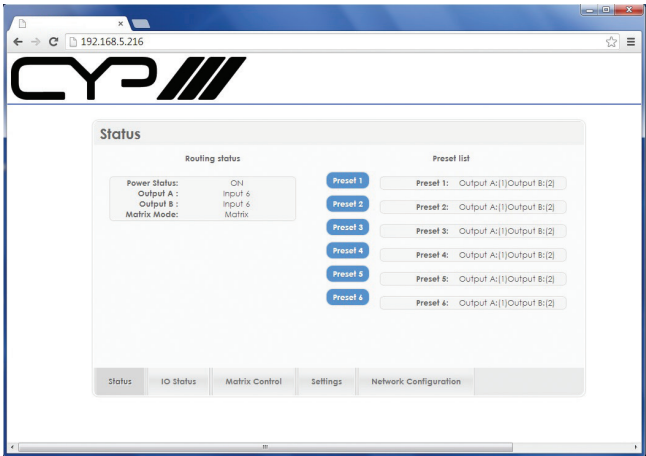 192.168.5.216
CYP
Status
Routing status
Power Status: ON
Output A : Input 6
Output B : Input 6
Matrix Mode: Matrix
Preset list
Preset 1 Preset 1: Output A:(1)Output B:(2)
Preset 2 Preset 2: Output A:(1)Output B:(2)
Preset 3 Preset 3: Output A:(1)Output B:(2)
Preset 4 Preset 4: Output A:(1)Output B:(2)
Preset 5 Preset 5: Output A:(1)Output B:(2)
Preset 6 Preset 6: Output A:(1)Output B:(2)
Status IO Status Matrix Control Settings Network Configuration